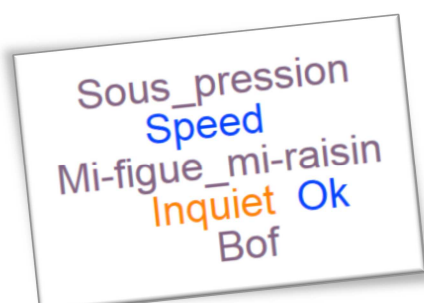 Sous_pression
Speed
Mi-figue_mi-raisin
Inquiet Ok
Bof